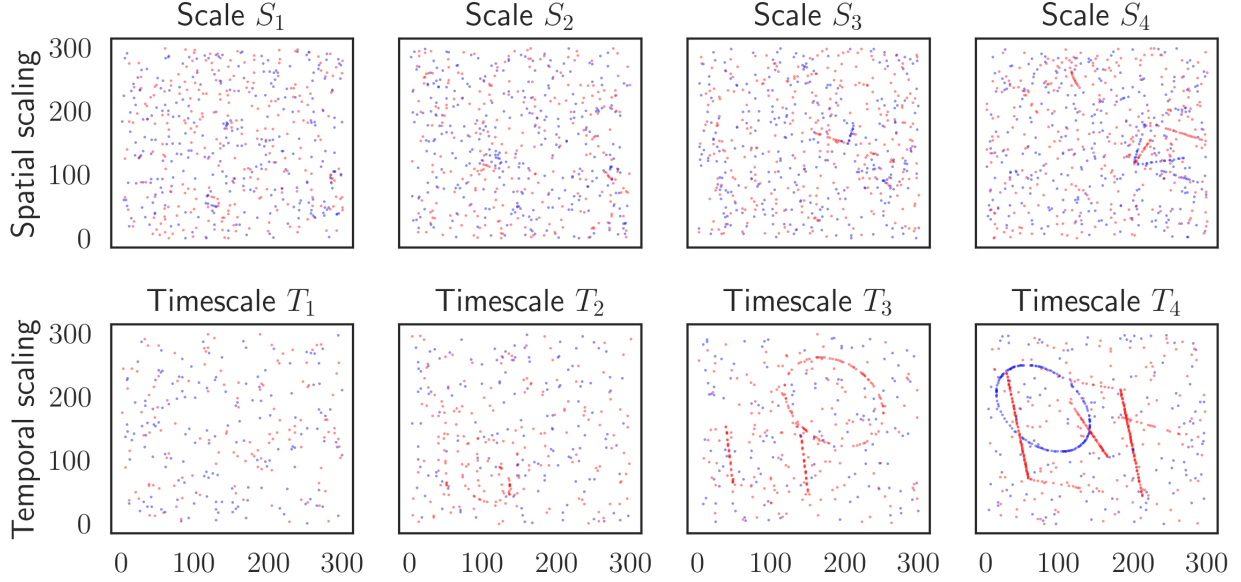 Scale S₁ Scale S₂ Scale S₃ Scale S₄
Spatial scaling
300
200
100
0
Timescale T₁ Timescale T₂ Timescale T₃ Timescale T₄
Temporal scaling
300
200
100
0
0 100 200 300 0 100 200 300 0 100 200 300 0 100 200 300